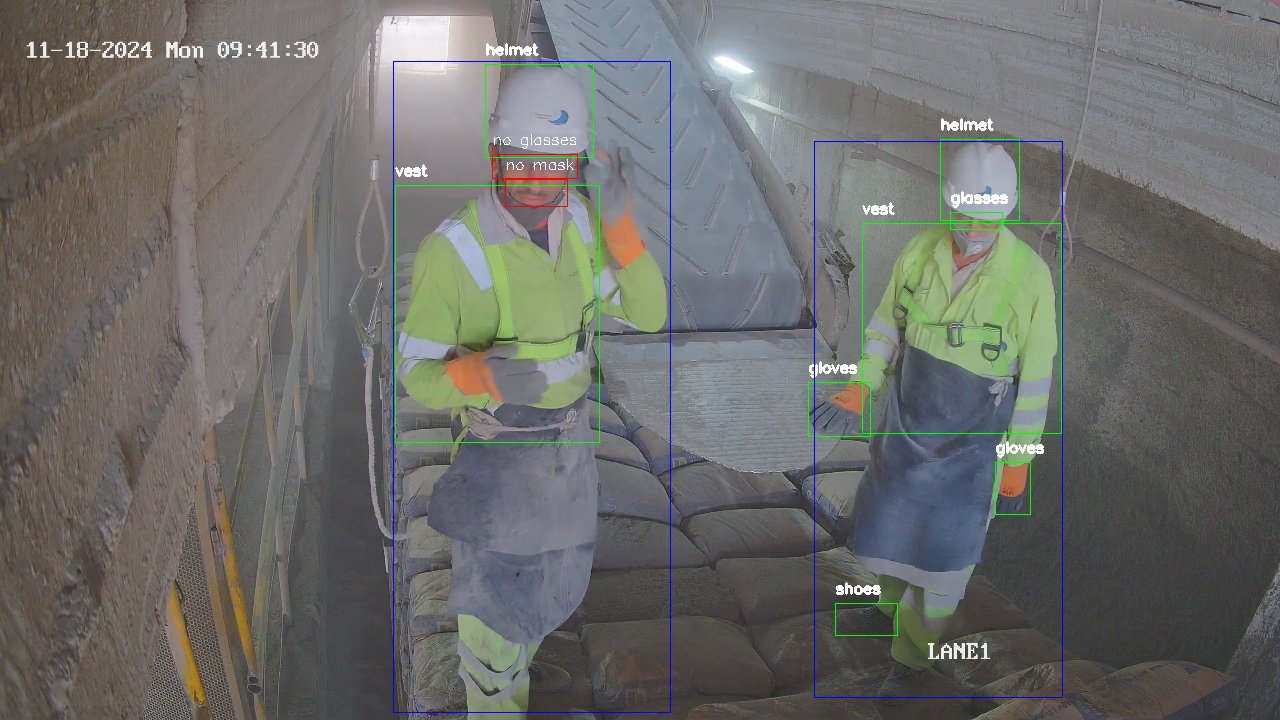 11-18-2024 Mon 09:41:30
helmet
no glasses
no mask
vest
helmet
glasses
vest
gloves
gloves
shoes
LANE1